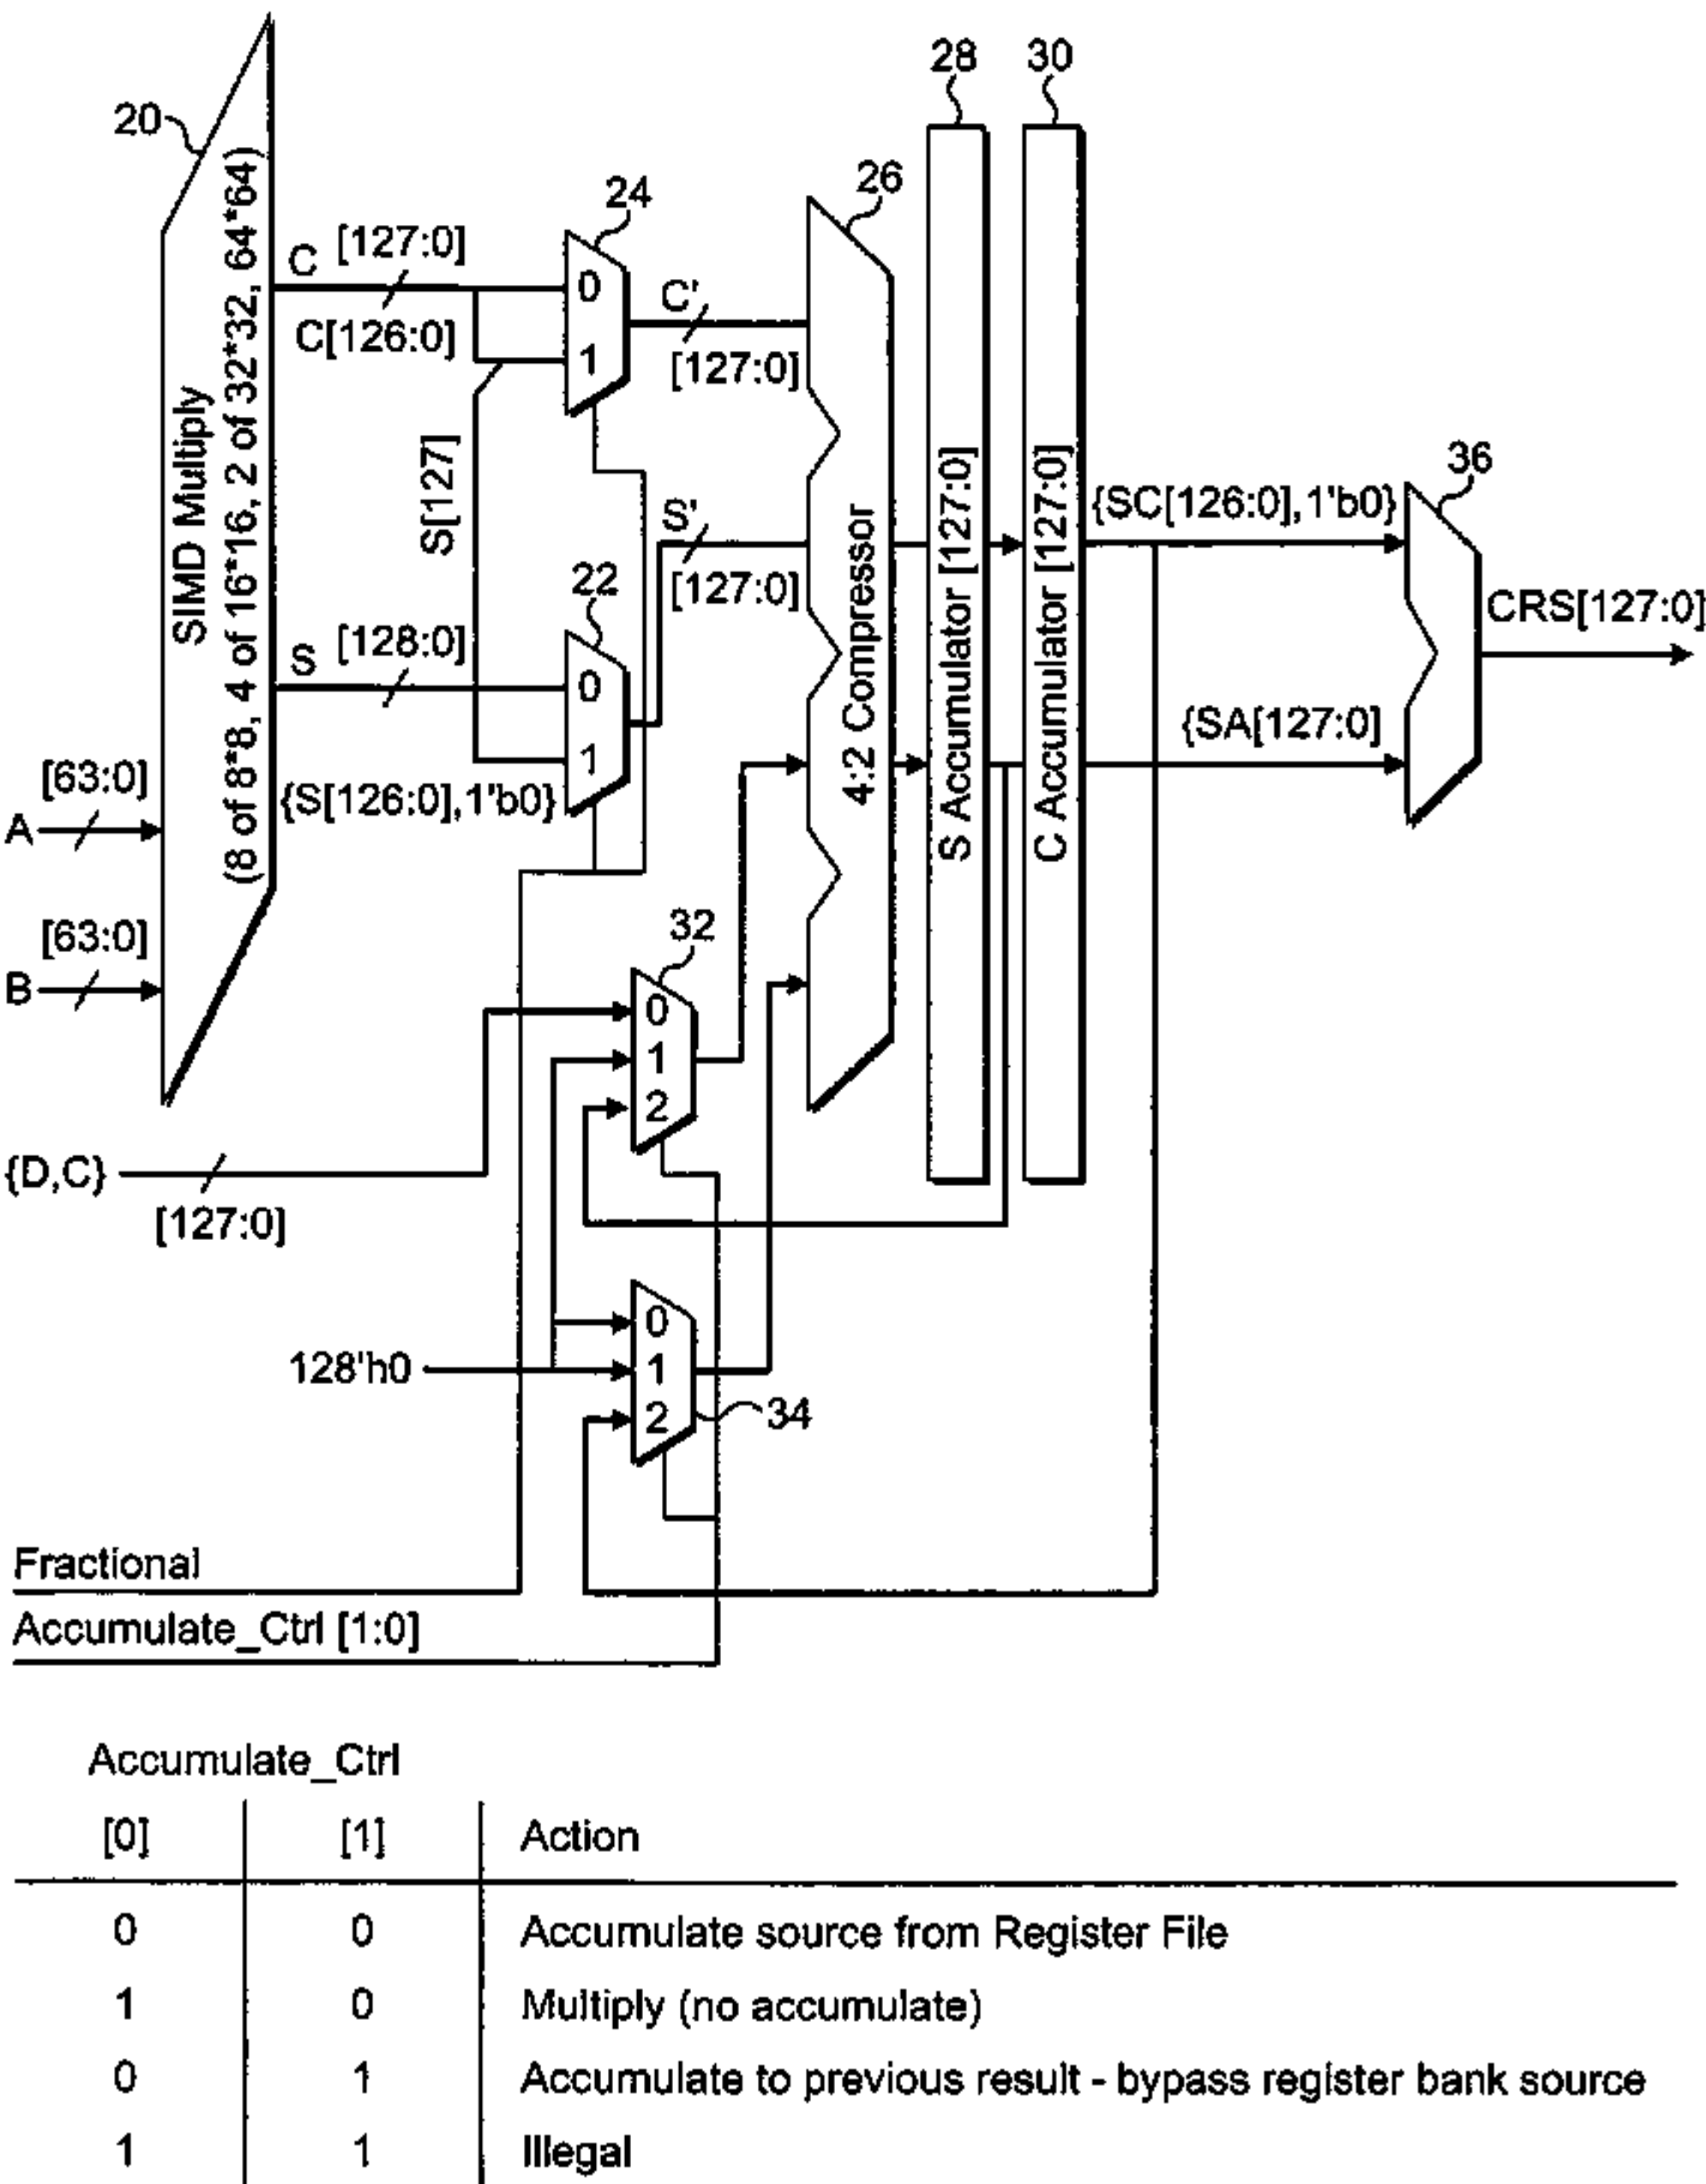 28
30
20
SIMD Multiply
(8 of 8*8, 4 of 16*16, 2 of 32*32, 64*64)
24
26
C
[127:0]
C[126:0]
0
1
C'
[127:0]
S[127]
4:2 Compressor
S Accumulator [127:0]
C Accumulator [127:0]
{SC[126:0],1'b0}
36
S'
[127:0]
22
CRS[127:0]
S
[128:0]
0
1
{SA[127:0]
{S[126:0],1'b0}
[63:0]
A
[63:0]
B
32
0
1
2
{D,C}
[127:0]
128'h0
0
1
2
34
Fractional
Accumulate_Ctrl [1:0]
Accumulate_Ctrl
[0] [1] Action
0 0 Accumulate source from Register File
1 0 Multiply (no accumulate)
0 1 Accumulate to previous result - bypass register bank source
1 1 Illegal